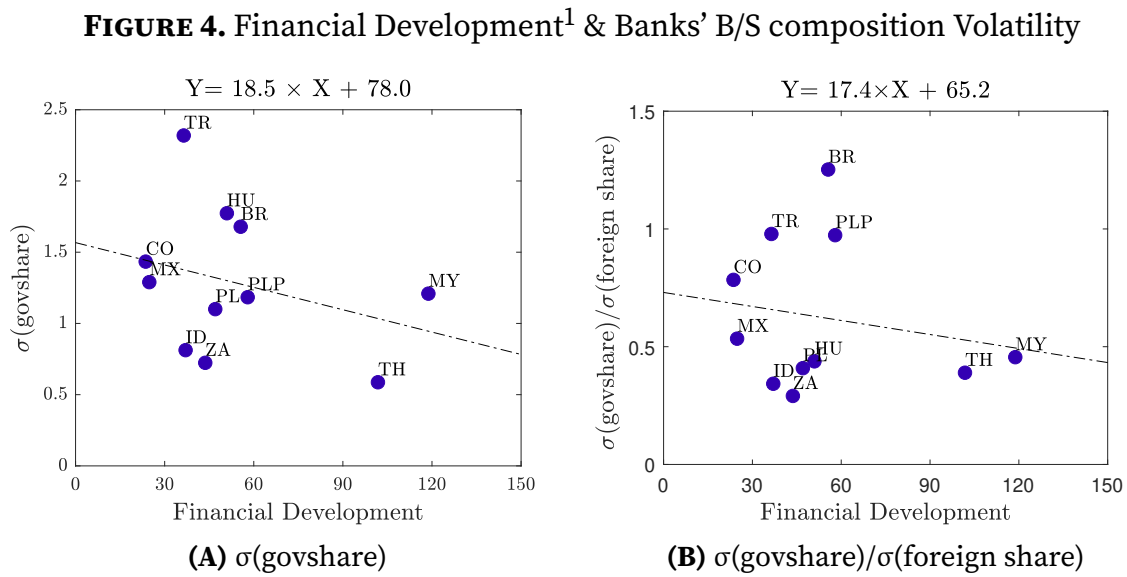 FIGURE 4. Financial Development¹ & Banks’ B/S composition Volatility
Y= 18.5 × X + 78.0
2.5
2
1.5
1
0.5
0
σ(govshare)
TR
HU
BR
CO
MX
PL
PLP
MY
ID
ZA
TH
0 30 60 90 120 150
Financial Development
(A) σ(govshare)
Y= 17.4×X + 65.2
1.5
1
0.5
0
σ(govshare)/σ(foreign share)
BR
TR
PLP
CO
MX
HU
PL
MY
TH
ID
ZA
0 30 60 90 120 150
Financial Development
(B) σ(govshare)/σ(foreign share)